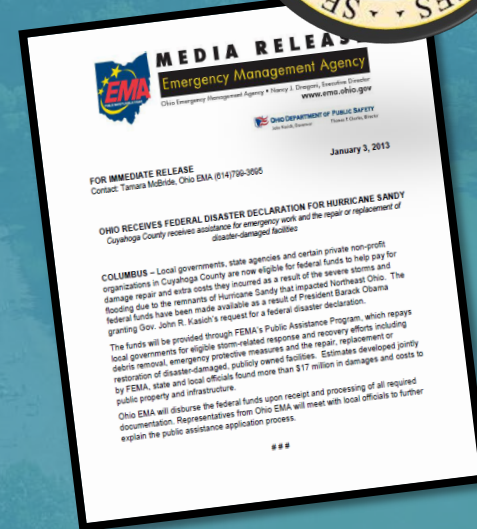 MEDIA RELEAS
EMA
Emergency Management Agency
Ohio Emergency Management Agency • Nancy J. Dragani, Executive Director
www.ema.ohio.gov
OHIO DEPARTMENT OF PUBLIC SAFETY
John Kasich, Governor Thomas P. Charles, Director
January 3, 2013
FOR IMMEDIATE RELEASE
Contact: Tamara McBride, Ohio EMA (614)799-3695
OHIO RECEIVES FEDERAL DISASTER DECLARATION FOR HURRICANE SANDY
Cuyahoga County receives assistance for emergency work and the repair or replacement of
disaster-damaged facilities
COLUMBUS – Local governments, state agencies and certain private non-profit
organizations in Cuyahoga County are now eligible for federal funds to help pay for
damage repair and extra costs they incurred as a result of the severe storms and
flooding due to the remnants of Hurricane Sandy that impacted Northeast Ohio. The
federal funds have been made available as a result of President Barack Obama
granting Gov. John R. Kasich's request for a federal disaster declaration.
The funds will be provided through FEMA's Public Assistance Program, which repays
local governments for eligible storm-related response and recovery efforts including
debris removal, emergency protective measures and the repair, replacement or
restoration of disaster-damaged, publicly owned facilities. Estimates developed jointly
by FEMA, state and local officials found more than $17 million in damages and costs to
public property and infrastructure.
Ohio EMA will disburse the federal funds upon receipt and processing of all required
documentation. Representatives from Ohio EMA will meet with local officials to further
explain the public assistance application process.
###